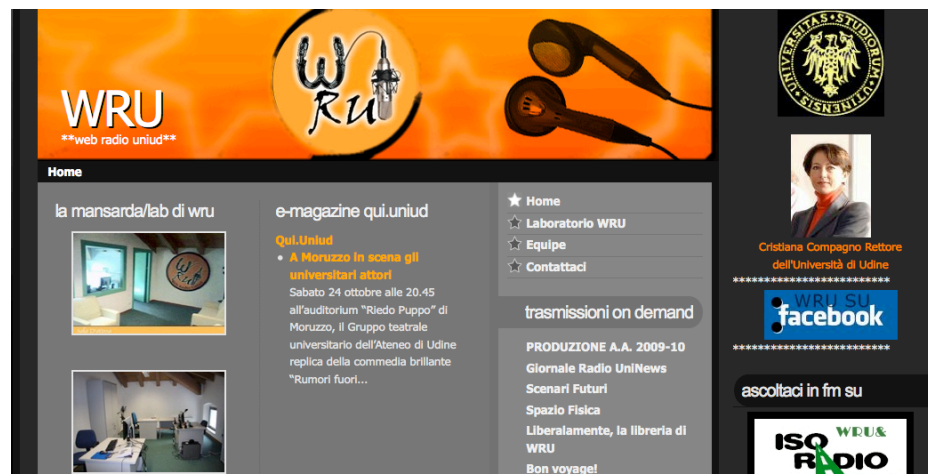 WRU
**web radio uniud**
WRU
UNIVERSITAS·STUDIORUM·UTINENSIS
Home
la mansarda/lab di wru
e-magazine qui.uniud
Qui.Uniud
A Moruzzo in scena gli
universitari attori
Sabato 24 ottobre alle 20.45
all'auditorium "Riedo Puppo" di
Moruzzo, il Gruppo teatrale
universitario dell'Ateneo di Udine
replica della commedia brillante
"Rumori fuori...
Home
Laboratorio WRU
Equipe
Contattaci
trasmissioni on demand
PRODUZIONE A.A. 2009-10
Giornale Radio UniNews
Scenari Futuri
Spazio Fisica
Liberalamente, la libreria di
WRU
Bon voyage!
Cristiana Compagno Rettore
dell'Università di Udine
**************************
WRU SU
facebook
**************************
ascoltaci in fm su
WRU&
ISO
RADIO